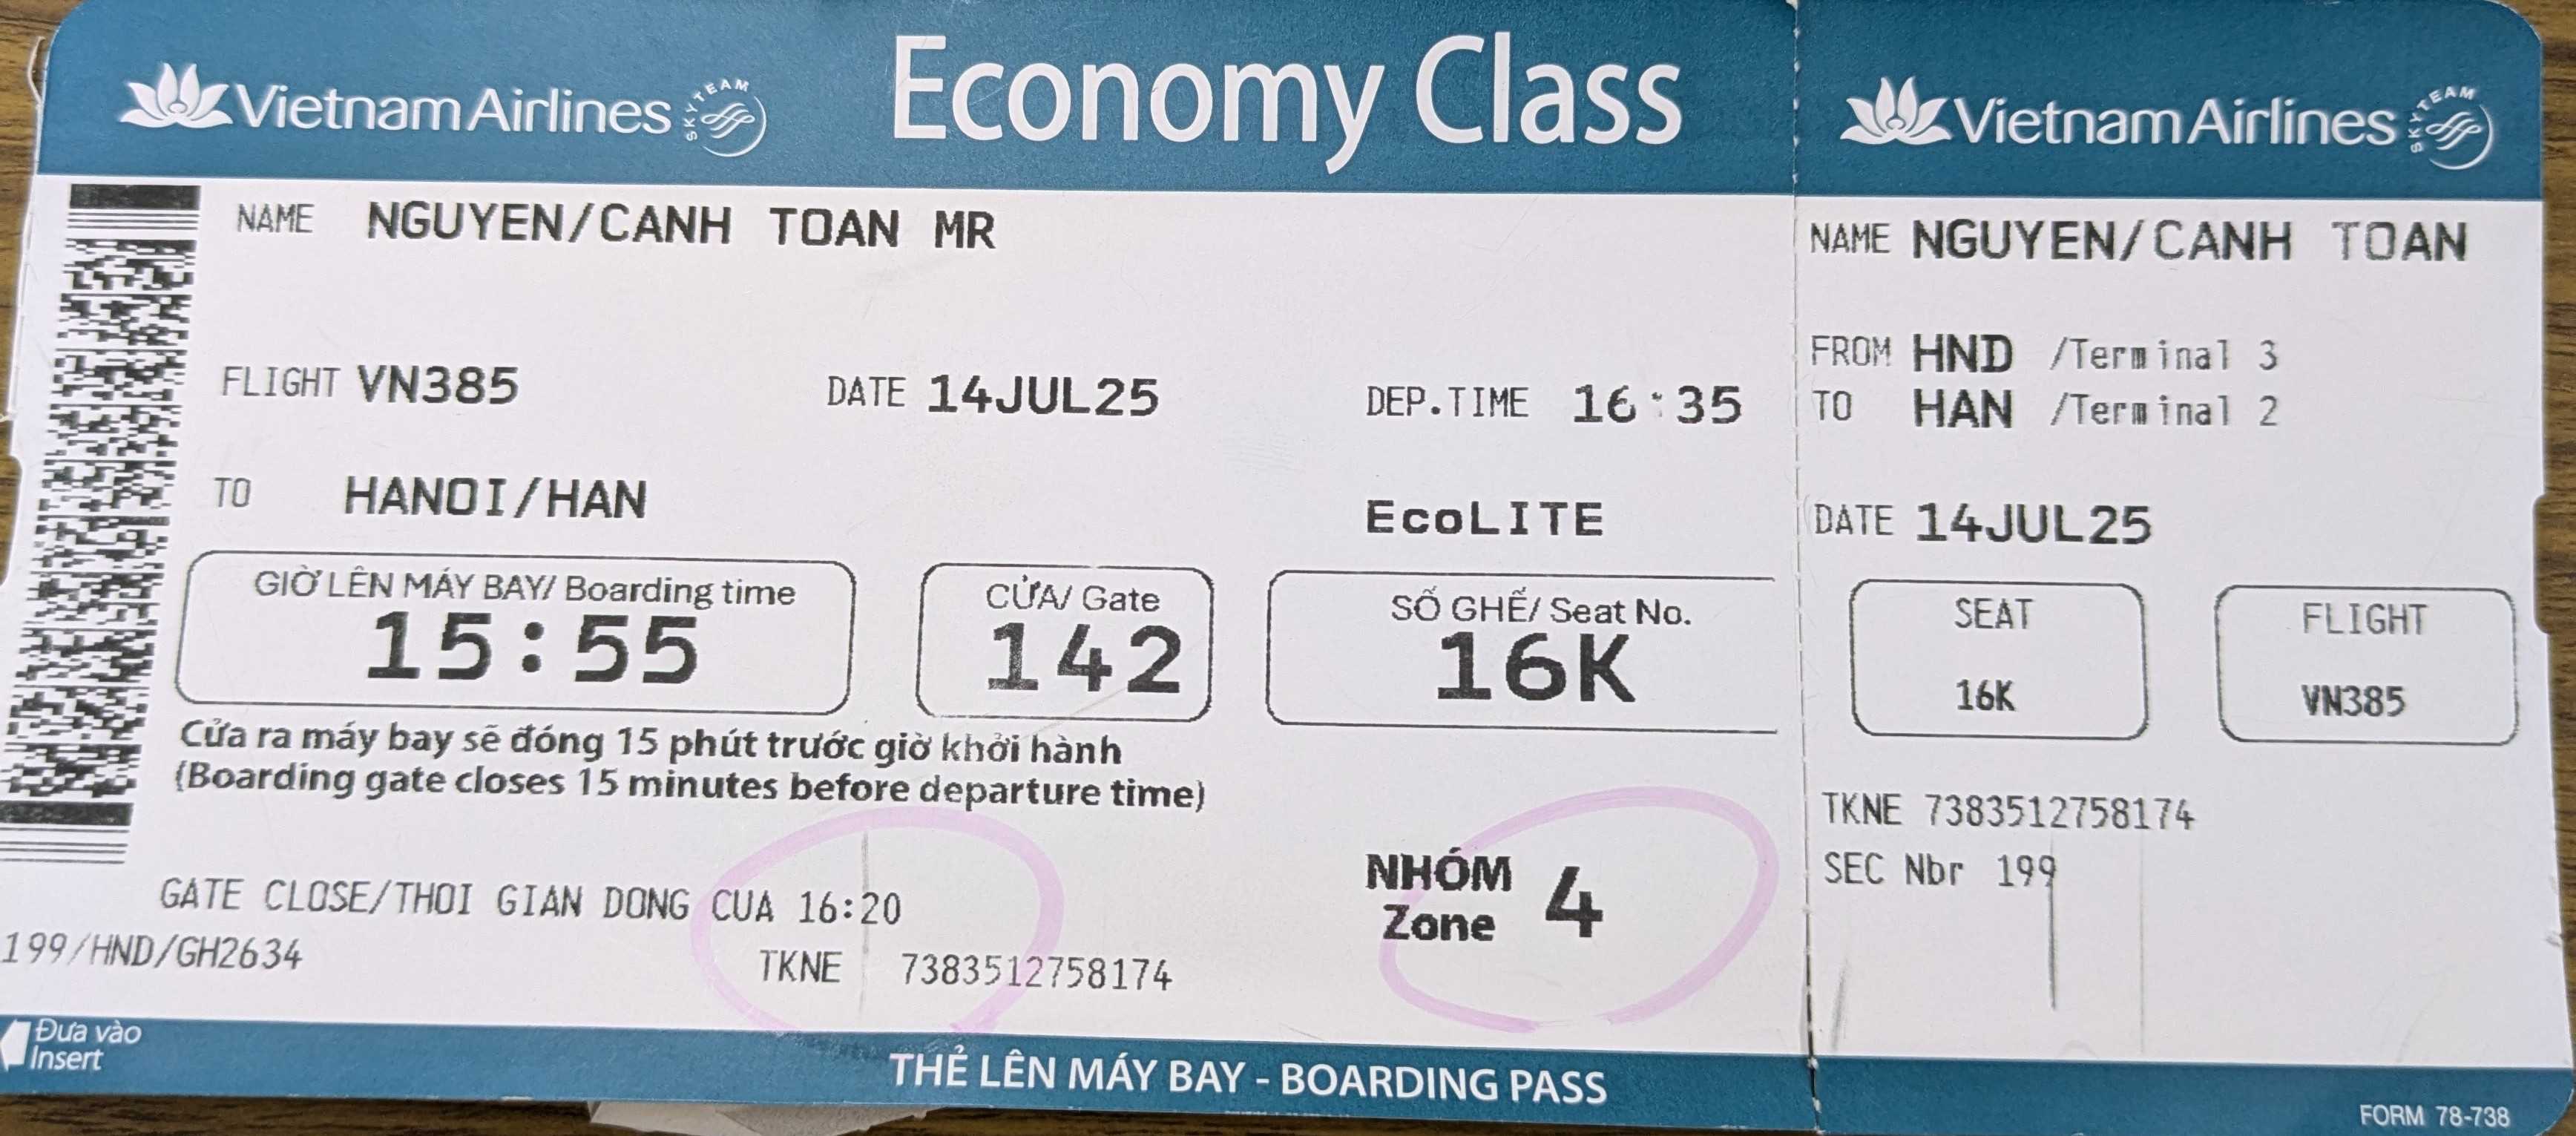 Vietnam Airlines SKYTEAM Economy Class
NAME NGUYEN/CANH TOAN MR
FLIGHT VN385 DATE 14JUL25 DEP.TIME 16:35
TO HANOI/HAN EcoLITE
GIỜ LÊN MÁY BAY/ Boarding time
15:55
CỬA/ Gate
142
SỐ GHẾ/ Seat No.
16K
Cửa ra máy bay sẽ đóng 15 phút trước giờ khởi hành
(Boarding gate closes 15 minutes before departure time)
GATE CLOSE/THOI GIAN DONG CUA 16:20
NHÓM
Zone 4
199/HND/GH2634
TKNE 7383512758174
Đưa vào
Insert
THẺ LÊN MÁY BAY - BOARDING PASS
Vietnam Airlines SKYTEAM
NAME NGUYEN/CANH TOAN
FROM HND /Terminal 3
TO HAN /Terminal 2
DATE 14JUL25
SEAT
16K
FLIGHT
VN385
TKNE 7383512758174
SEC Nbr 199
FORM 78-738